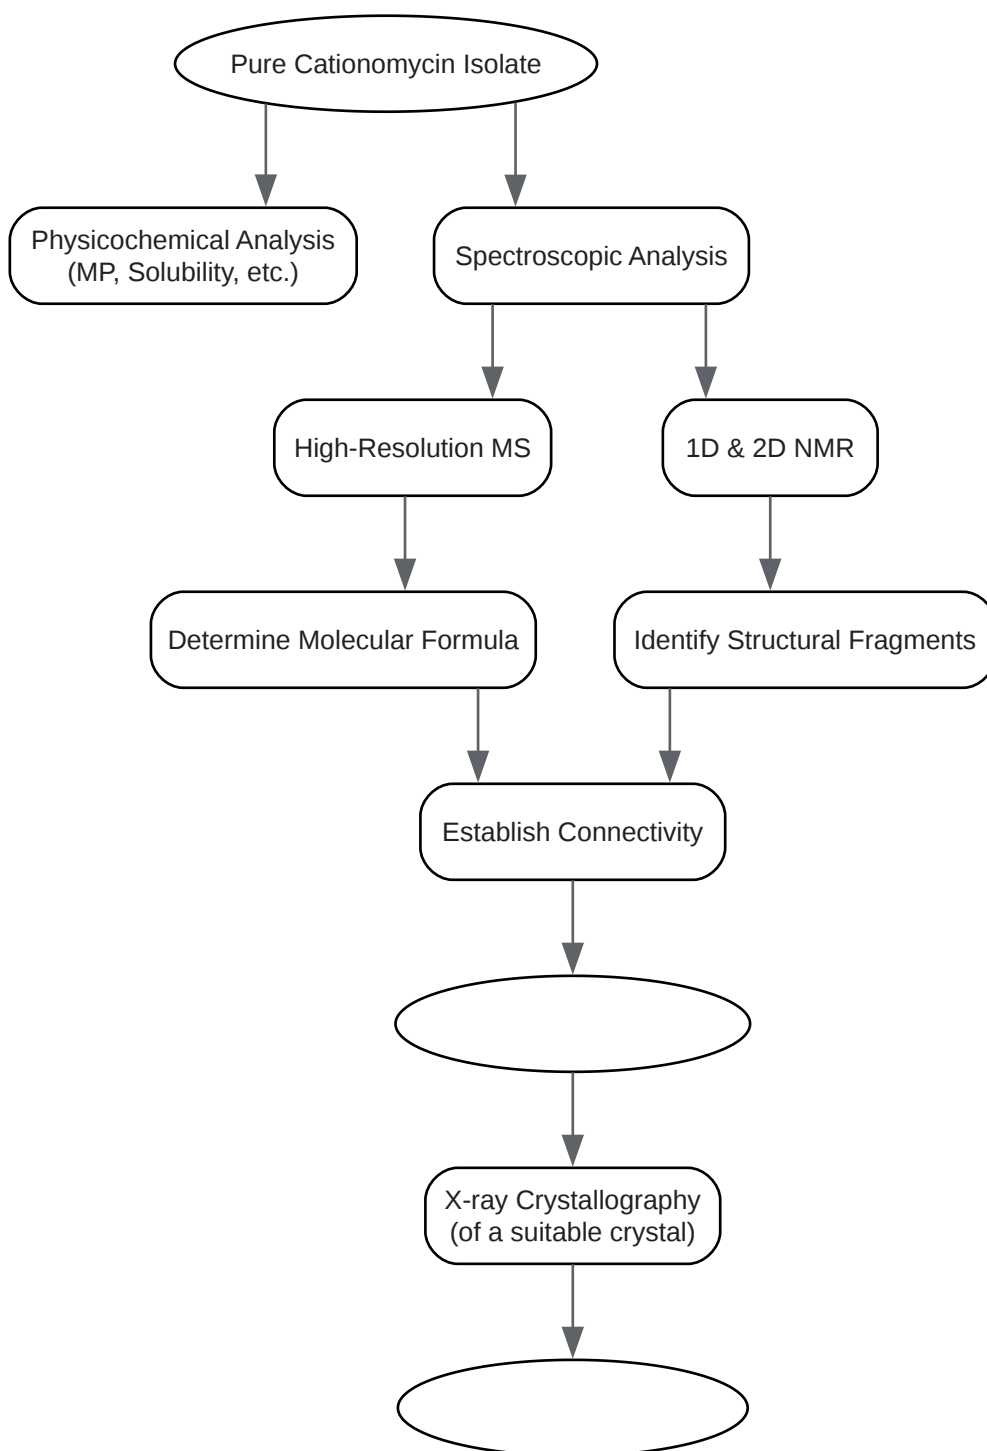 Pure Cationomycin Isolate
Physicochemical Analysis
(MP, Solubility, etc.)
Spectroscopic Analysis
High-Resolution MS
1D & 2D NMR
Determine Molecular Formula
Identify Structural Fragments
Establish Connectivity
X-ray Crystallography
(of a suitable crystal)